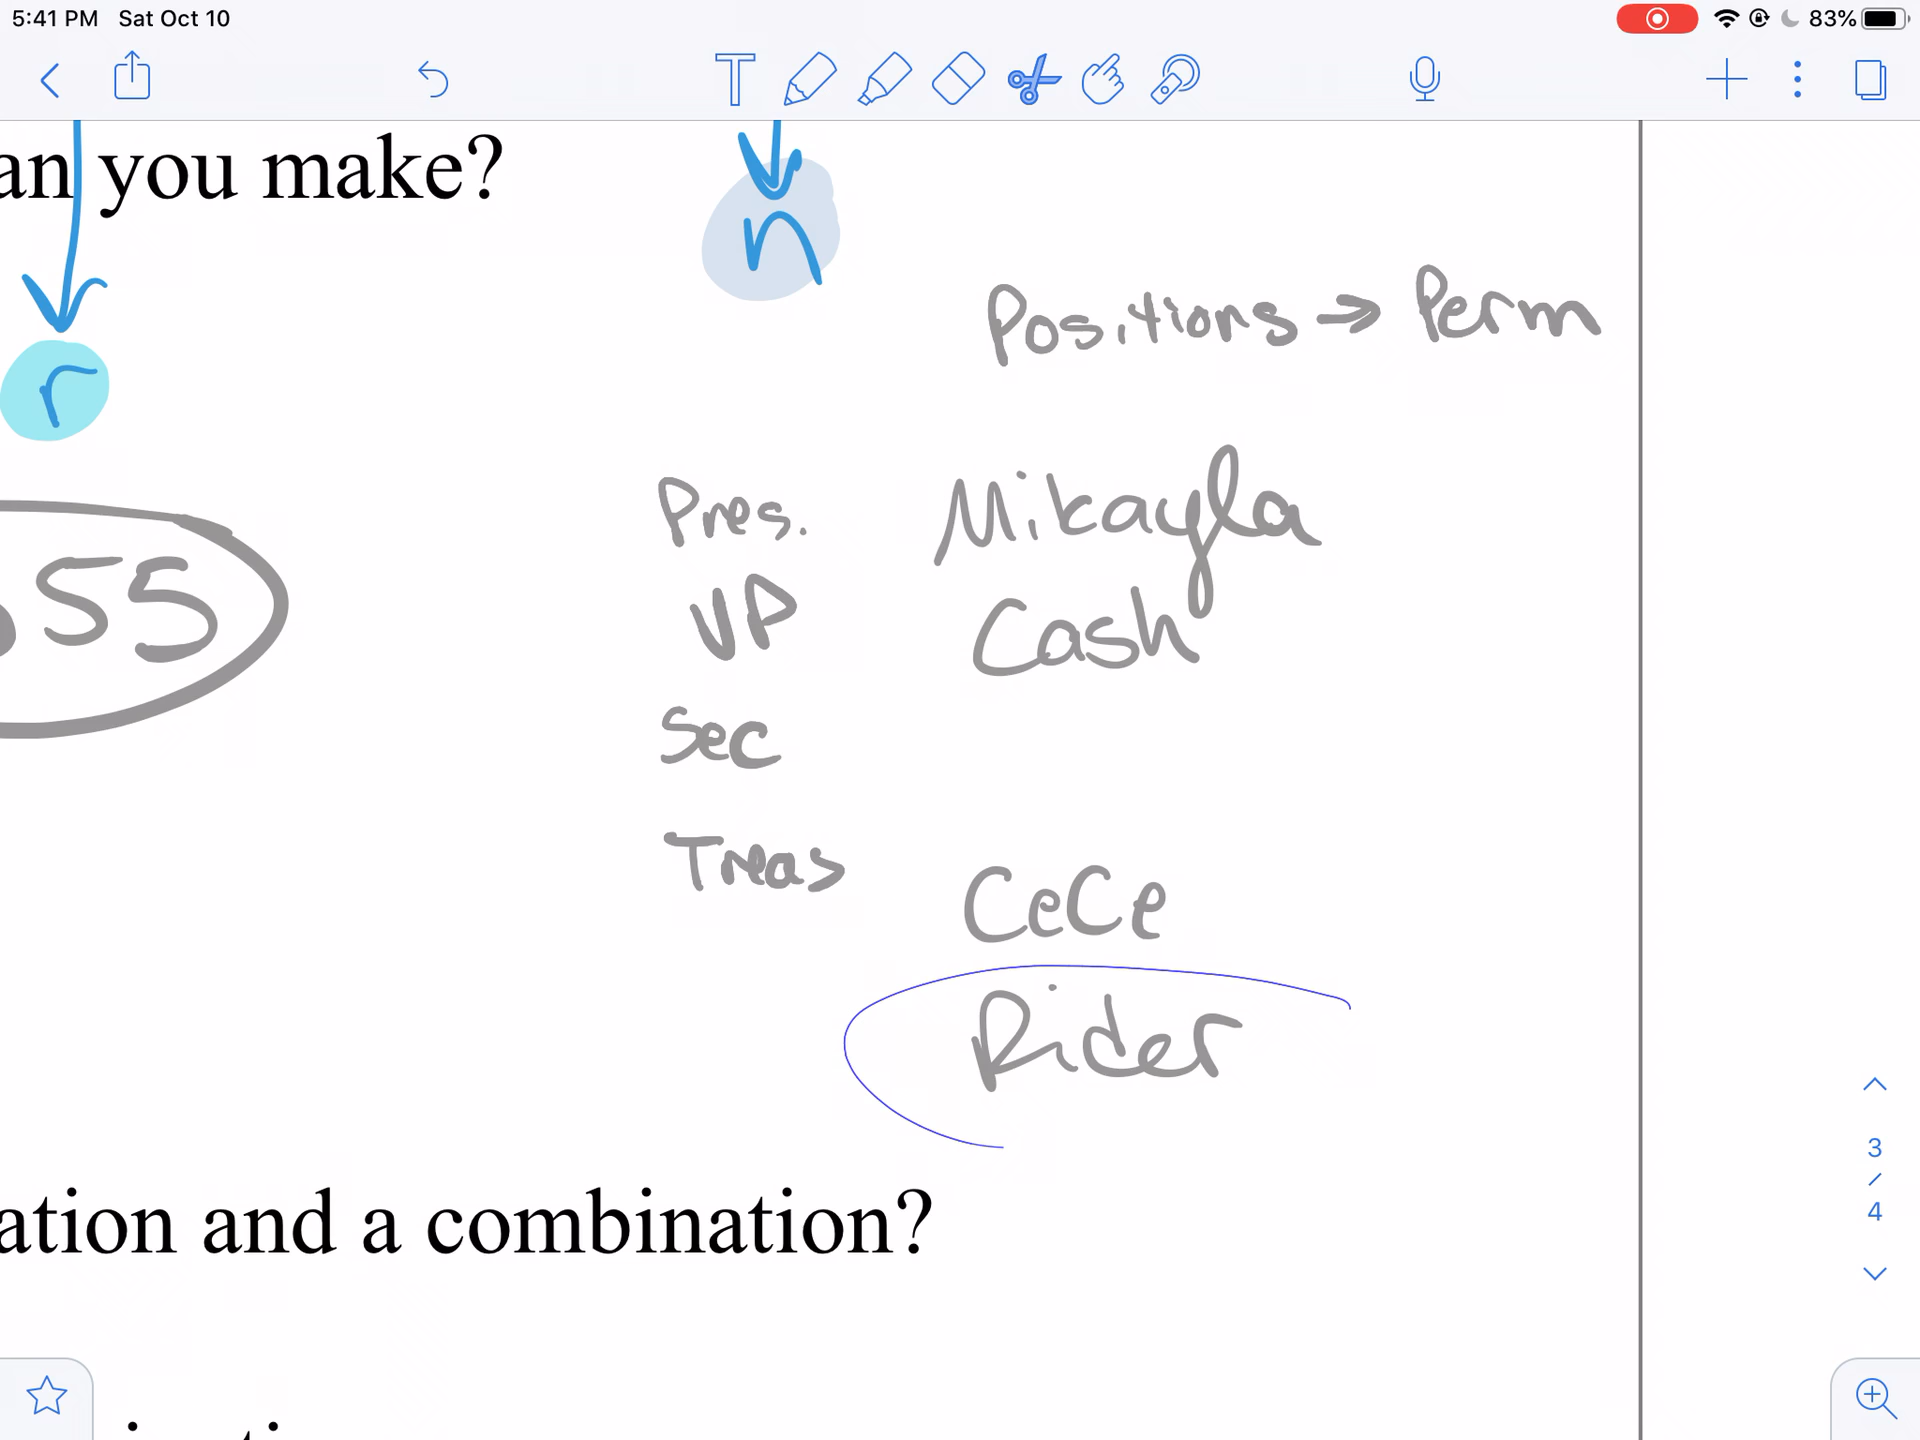 5:41 PM Sat Oct 10
83%
an you make?
n
Positions → Perm
r
Pres. Mikayla
55
VP Cash
Sec
Treas
CeCe
Rider
3
/
4
ation and a combination?